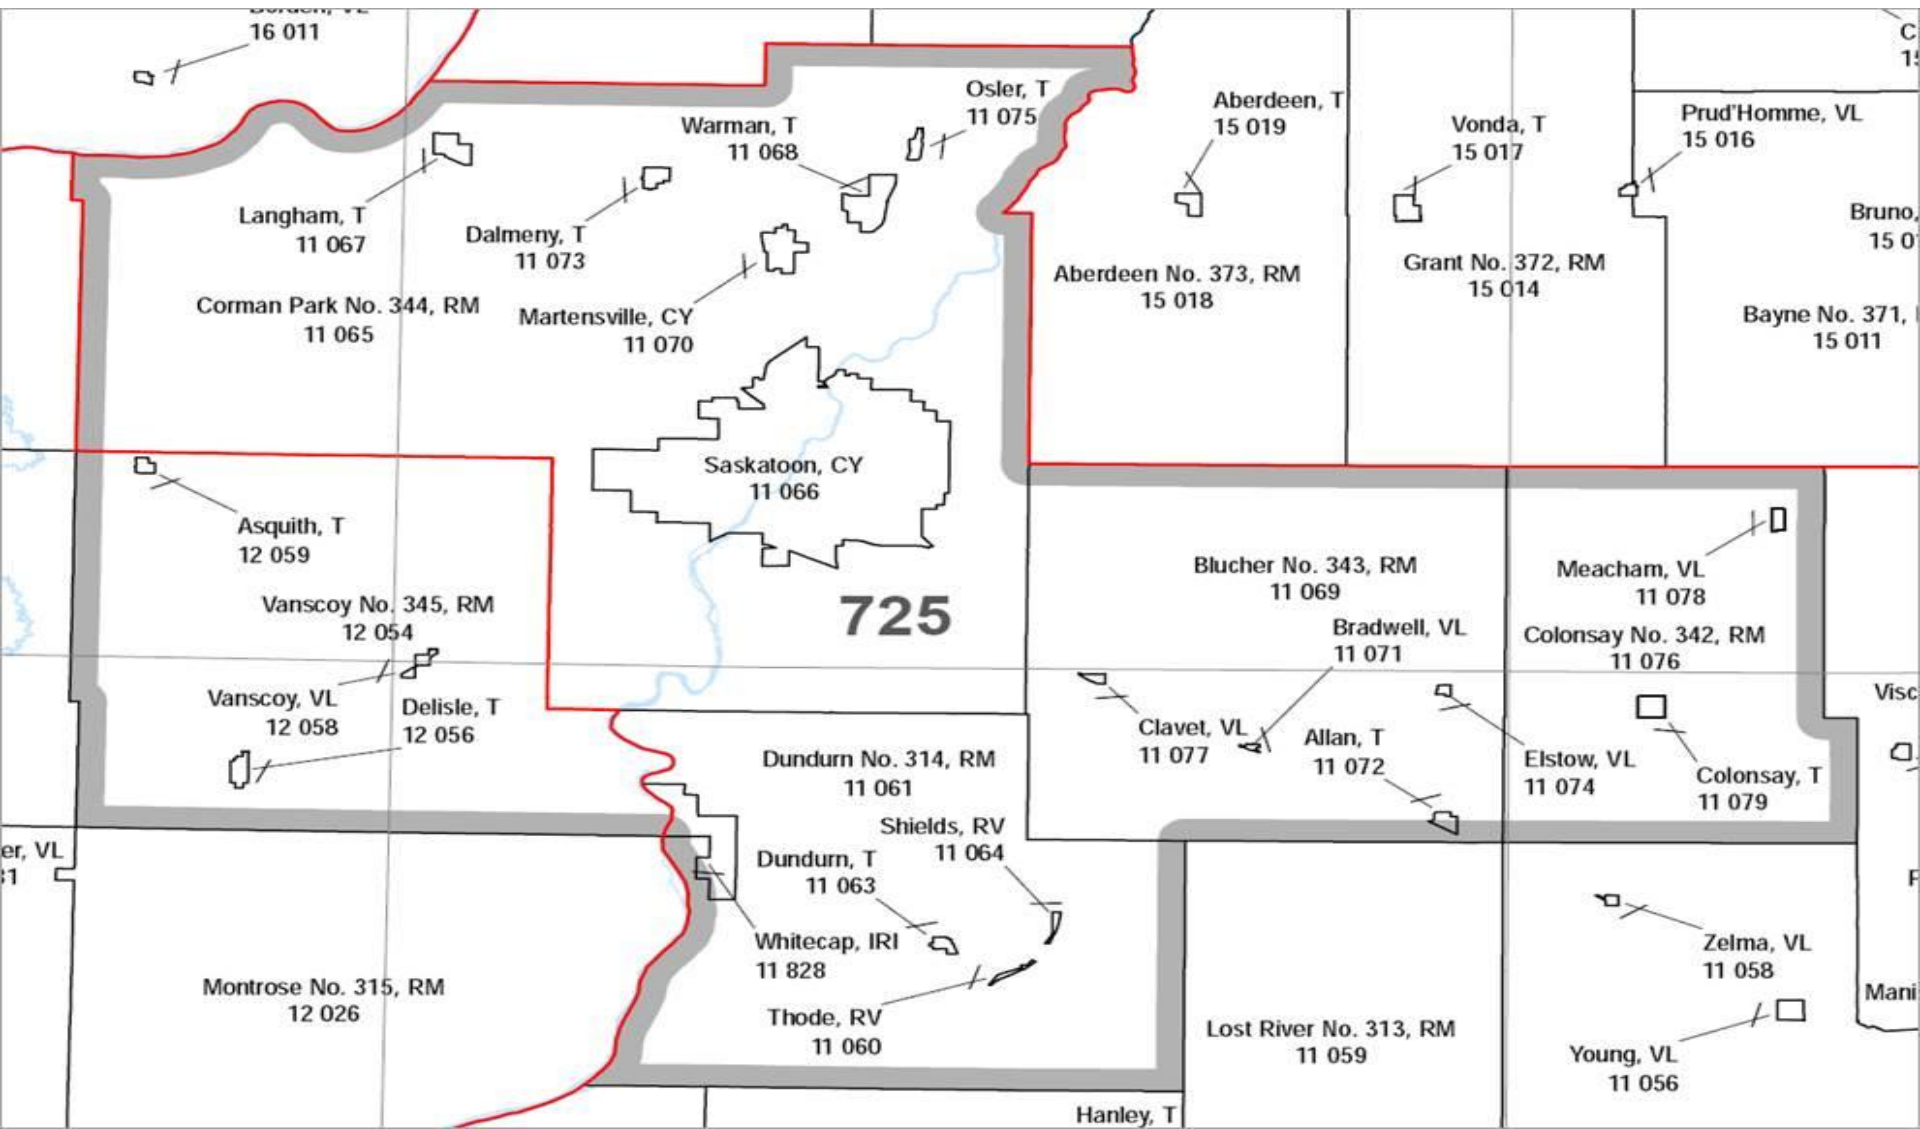 16 011
Osler, T
11 075
Warman, T
11 068
Aberdeen, T
15 019
Vonda, T
15 017
Prud'Homme, VL
15 016
Langham, T
11 067
Dalmeny, T
11 073
Bruno,
15 0
Corman Park No. 344, RM
11 065
Martensville, CY
11 070
Aberdeen No. 373, RM
15 018
Grant No. 372, RM
15 014
Bayne No. 371,
15 011
Saskatoon, CY
11 066
Asquith, T
12 059
Vanscoy No. 345, RM
12 054
725
Blucher No. 343, RM
11 069
Meacham, VL
11 078
Bradwell, VL
11 071
Colonsay No. 342, RM
11 076
Vanscoy, VL
12 058
Delisle, T
12 056
Visc
Clavet, VL
11 077
Allan, T
11 072
Elstow, VL
11 074
Colonsay, T
11 079
Dundurn No. 314, RM
11 061
Shields, RV
11 064
er, VL
31
Dundurn, T
11 063
Whitecap, IRI
11 828
Zelma, VL
11 058
Montrose No. 315, RM
12 026
Mani
Thode, RV
11 060
Lost River No. 313, RM
11 059
Young, VL
11 056
Hanley, T